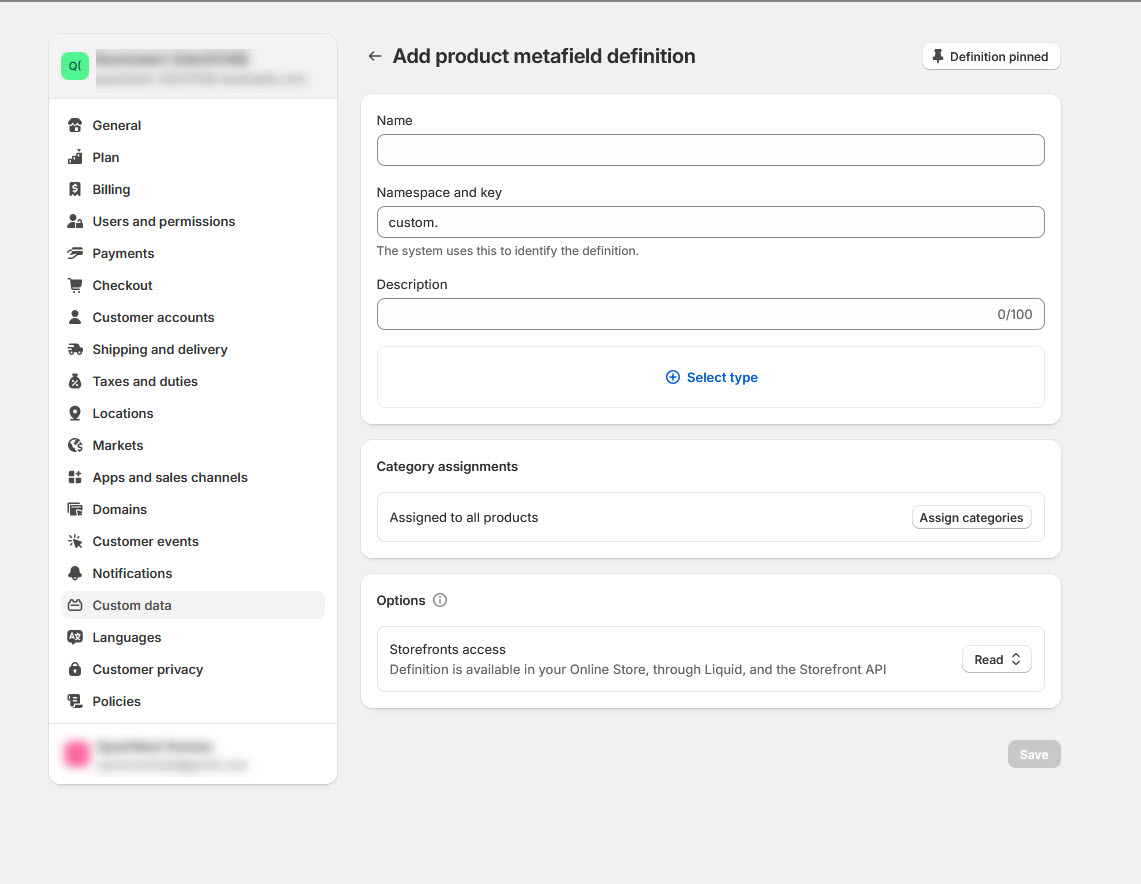 Q(
General
Plan
Billing
Users and permissions
Payments
Checkout
Customer accounts
Shipping and delivery
Taxes and duties
Locations
Markets
Apps and sales channels
Domains
Customer events
Notifications
Custom data
Languages
Customer privacy
Policies
Add product metafield definition
Definition pinned
Name
Namespace and key
custom.
The system uses this to identify the definition.
Description
0/100
Select type
Category assignments
Assigned to all products
Assign categories
Options
Storefronts access
Definition is available in your Online Store, through Liquid, and the Storefront API
Read
Save